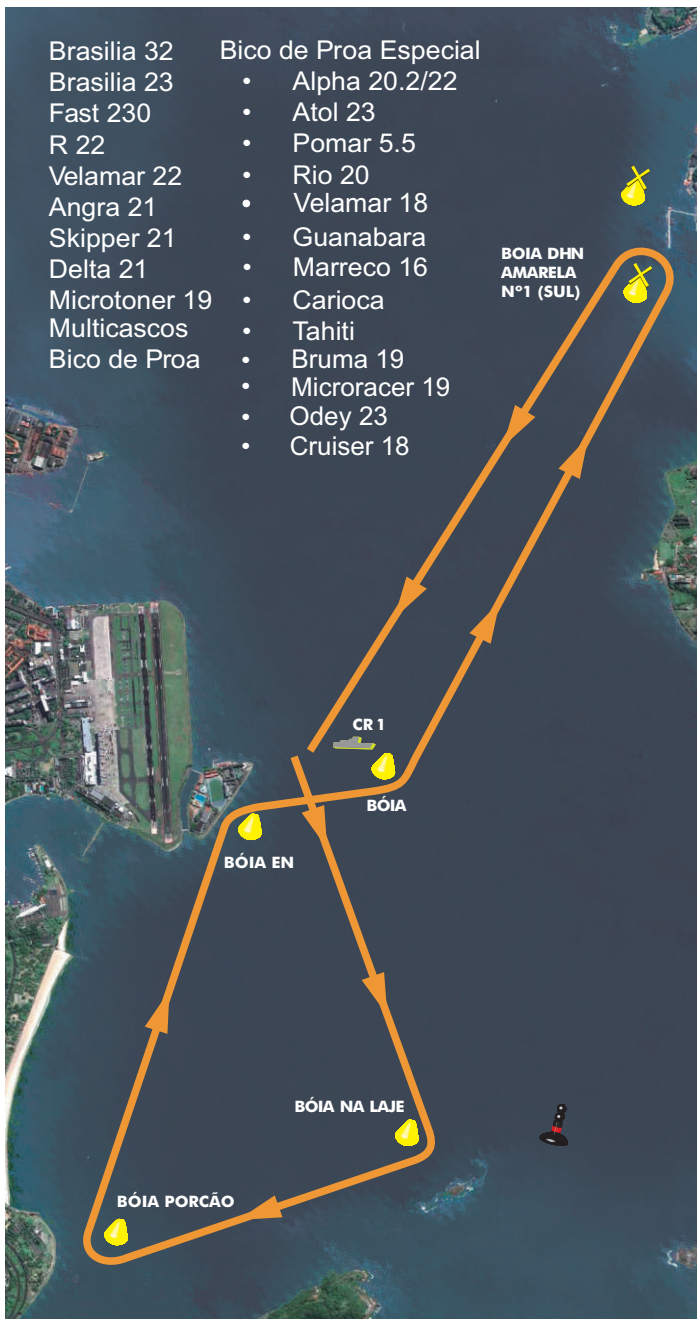 Brasilia 32
Brasilia 23
Fast 230
R 22
Velamar 22
Angra 21
Skipper 21
Delta 21
Microtoner 19
Multicascos
Bico de Proa
Bico de Proa Especial
• Alpha 20.2/22
• Atol 23
• Pomar 5.5
• Rio 20
• Velamar 18
• Guanabara
• Marreco 16
• Carioca
• Tahiti
• Bruma 19
• Microracer 19
• Odey 23
• Cruiser 18
BOIA DHN
AMARELA
Nº1 (SUL)
CR 1
BÓIA
BÓIA EN
BÓIA NA LAJE
BÓIA PORCÃO